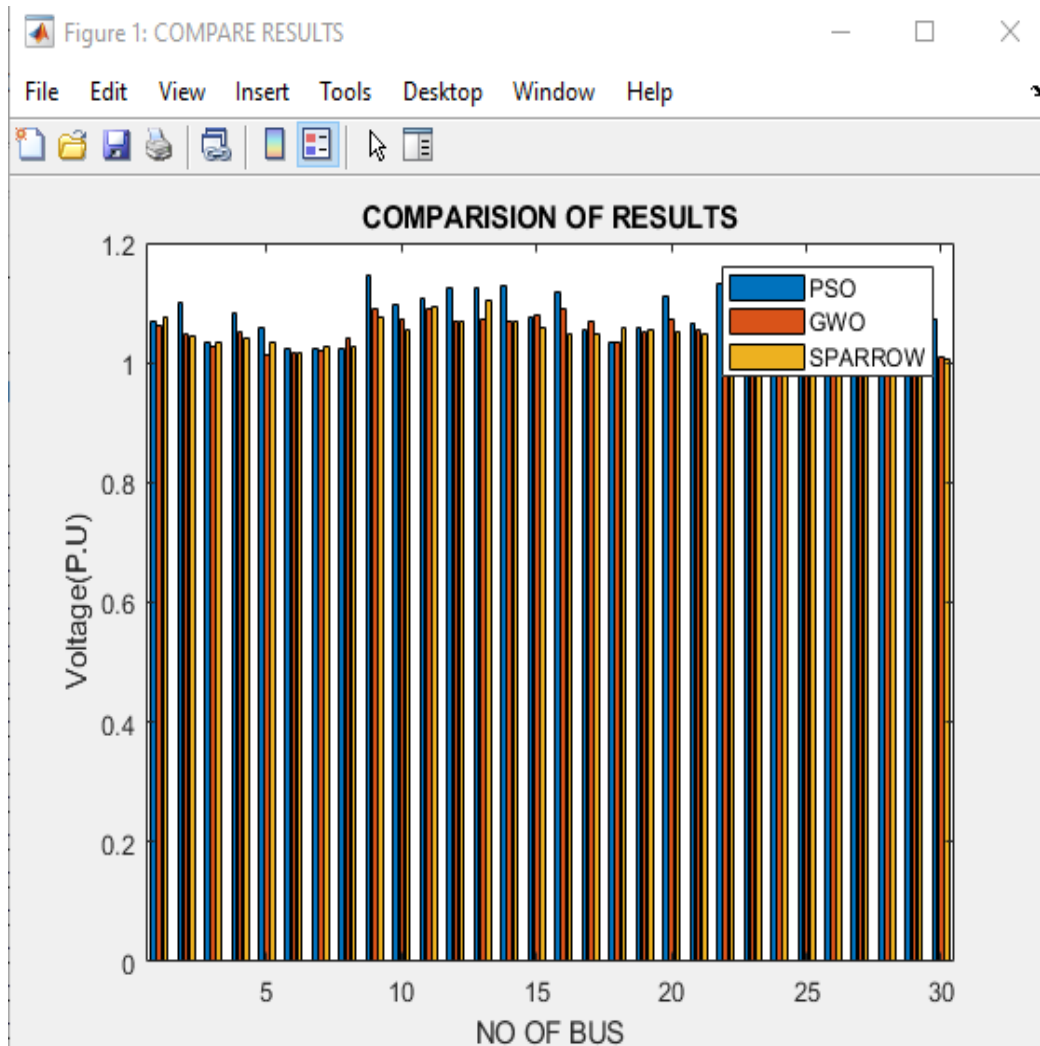 Figure 1: COMPARE RESULTS
File Edit View Insert Tools Desktop Window Help
COMPARISION OF RESULTS
1.2
1
0.8
0.6
0.4
0.2
0
Voltage(P.U)
PSO
GWO
SPARROW
5 10 15 20 25 30
NO OF BUS